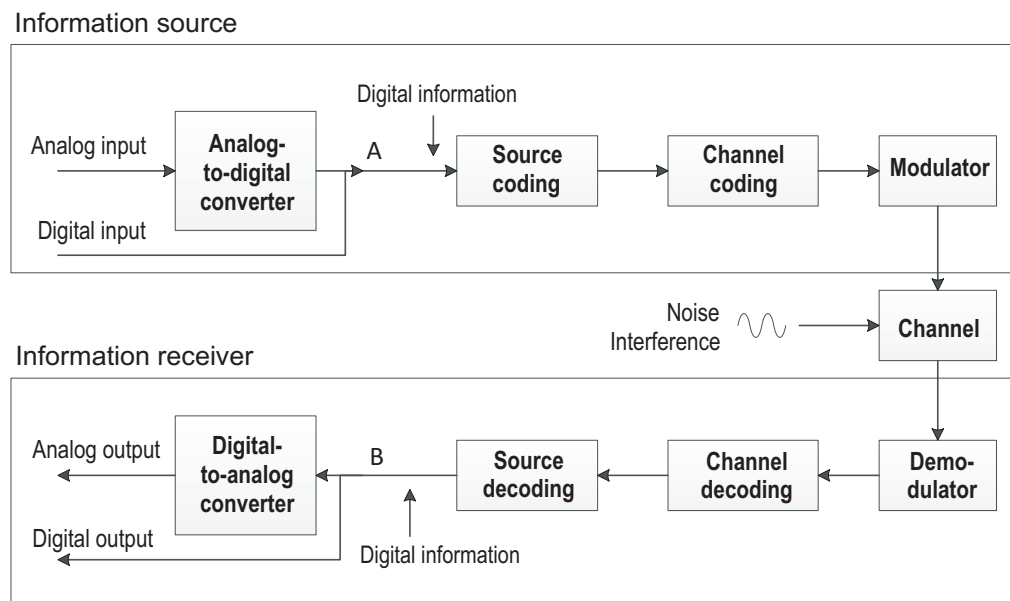 Information source
Digital information
Analog input
Analog-
to-digital
converter
A
Source
coding
Channel
coding
Modulator
Digital input
Noise
Interference
Channel
Information receiver
Analog output
Digital-
to-analog
converter
B
Source
decoding
Channel
decoding
Demo-
dulator
Digital output
Digital information